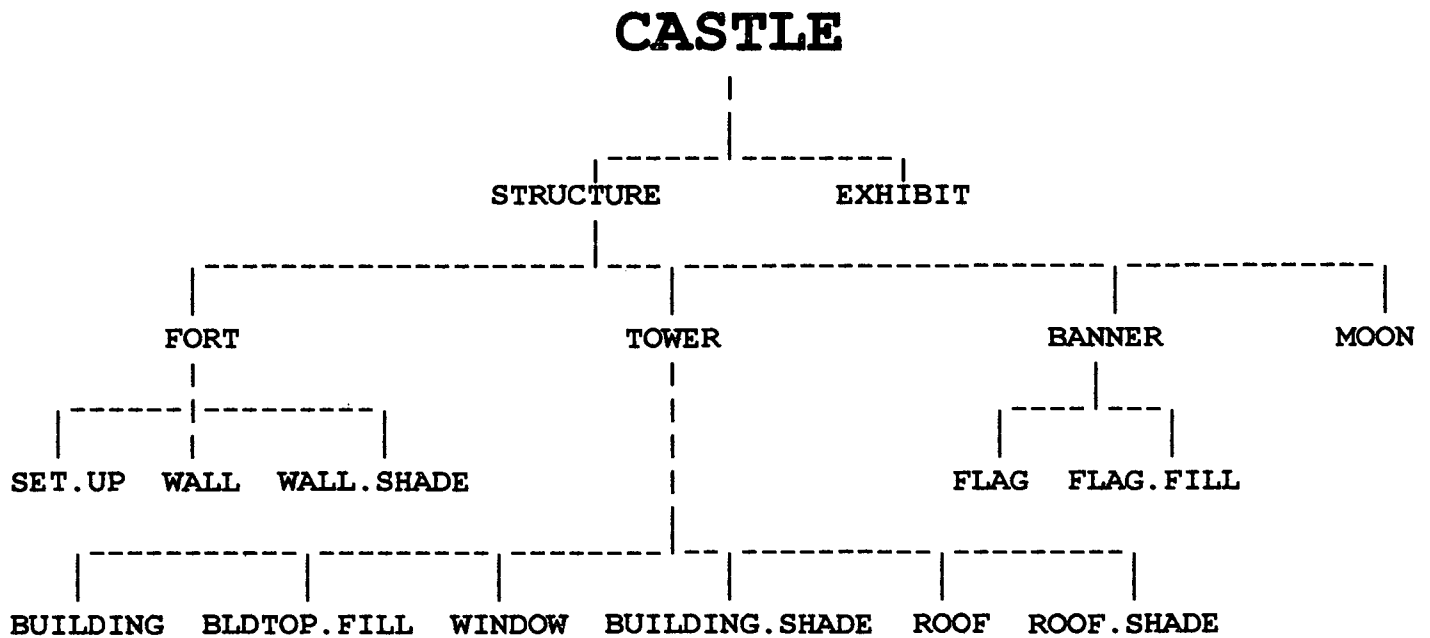 CASTLE
STRUCTURE EXHIBIT
FORT TOWER BANNER MOON
SET.UP WALL WALL.SHADE FLAG FLAG.FILL
BUILDING BLDTOP.FILL WINDOW BUILDING.SHADE ROOF ROOF.SHADE